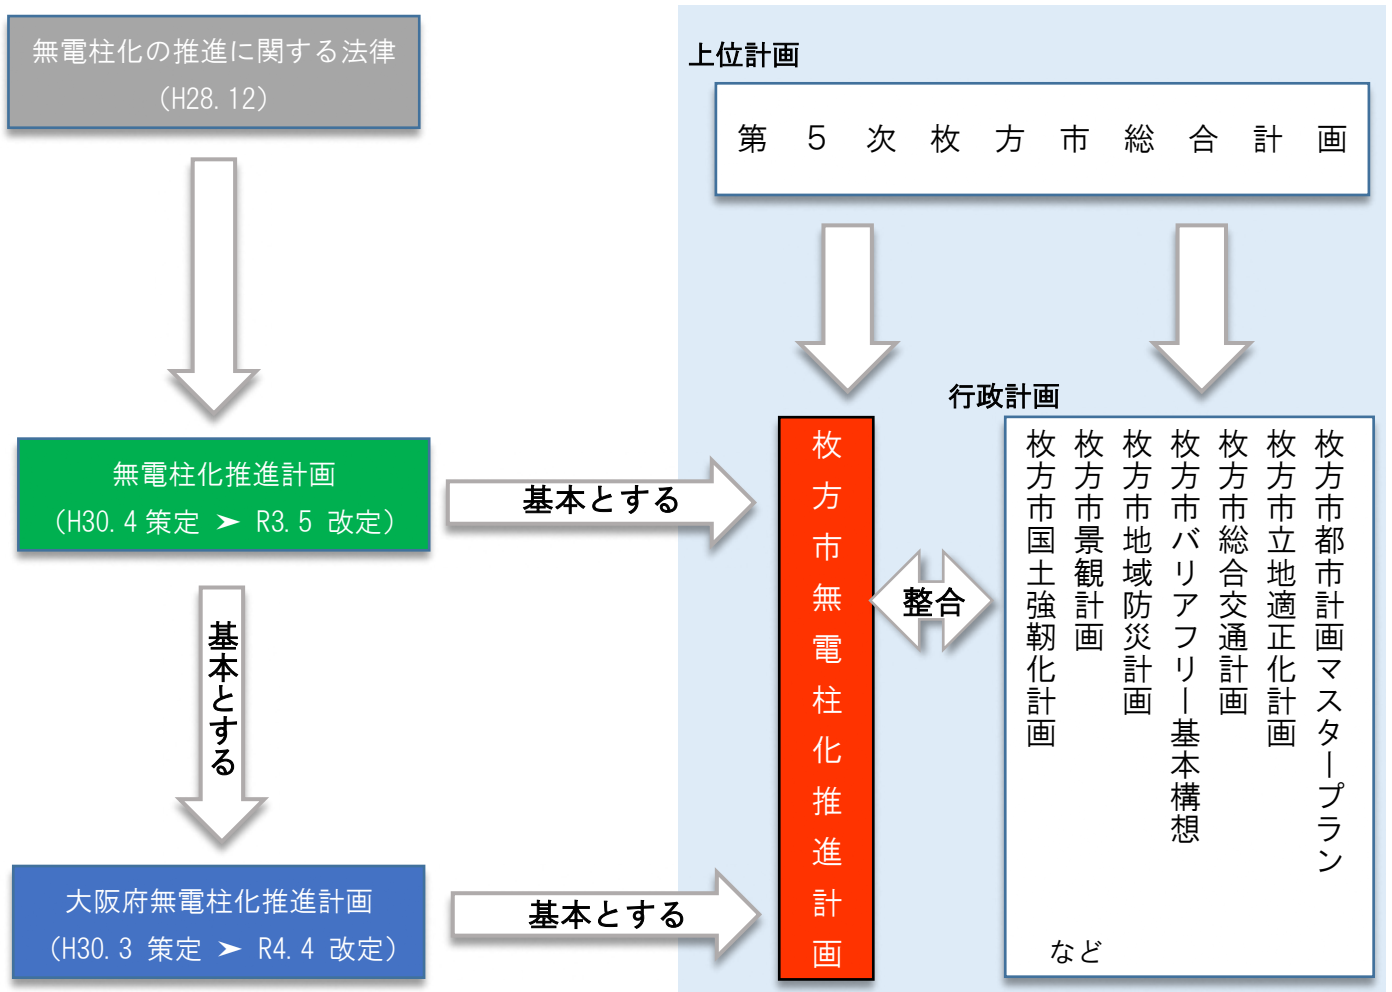 無電柱化の推進に関する法律
（H28.12）
上位計画
第５次枚方市総合計画
行政計画
無電柱化推進計画
（H30.4策定 ➤ R3.5 改定）
基本とする
基本とする
大阪府無電柱化推進計画
（H30.3 策定 ➤ R4.4 改定）
基本とする
枚方市無電柱化推進計画
整合
枚方市都市計画マスタープラン
枚方市立地適正化計画
枚方市総合交通計画
枚方市バリアフリー基本構想
枚方市地域防災計画
枚方市景観計画
枚方市国土強靭化計画
など